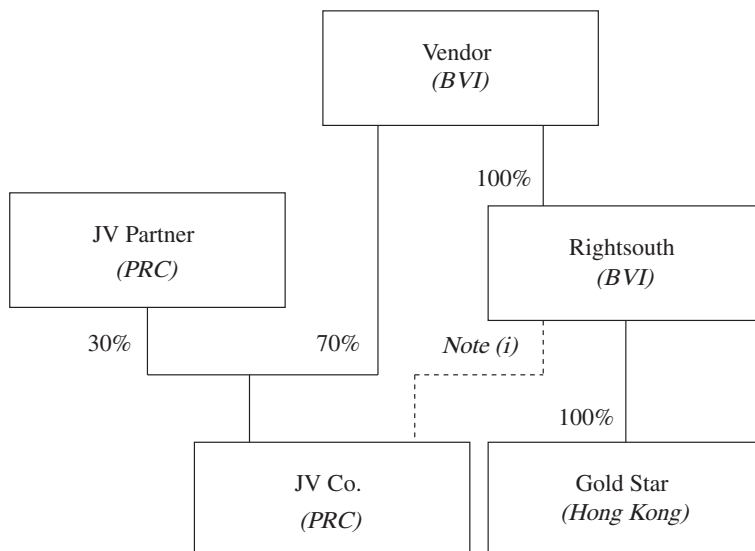 Vendor
(BVI)
100%
JV Partner
(PRC)
Rightsouth
(BVI)
30%
70%
Note (i)
100%
JV Co.
(PRC)
Gold Star
(Hong Kong)